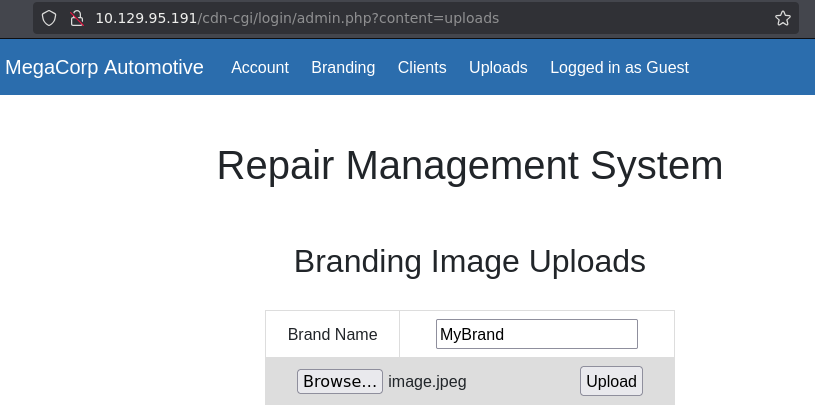 10.129.95.191/cdn-cgi/login/admin.php?content=uploads
MegaCorp Automotive Account Branding Clients Uploads Logged in as Guest
Repair Management System
Branding Image Uploads
Brand Name MyBrand
Browse... image.jpeg Upload